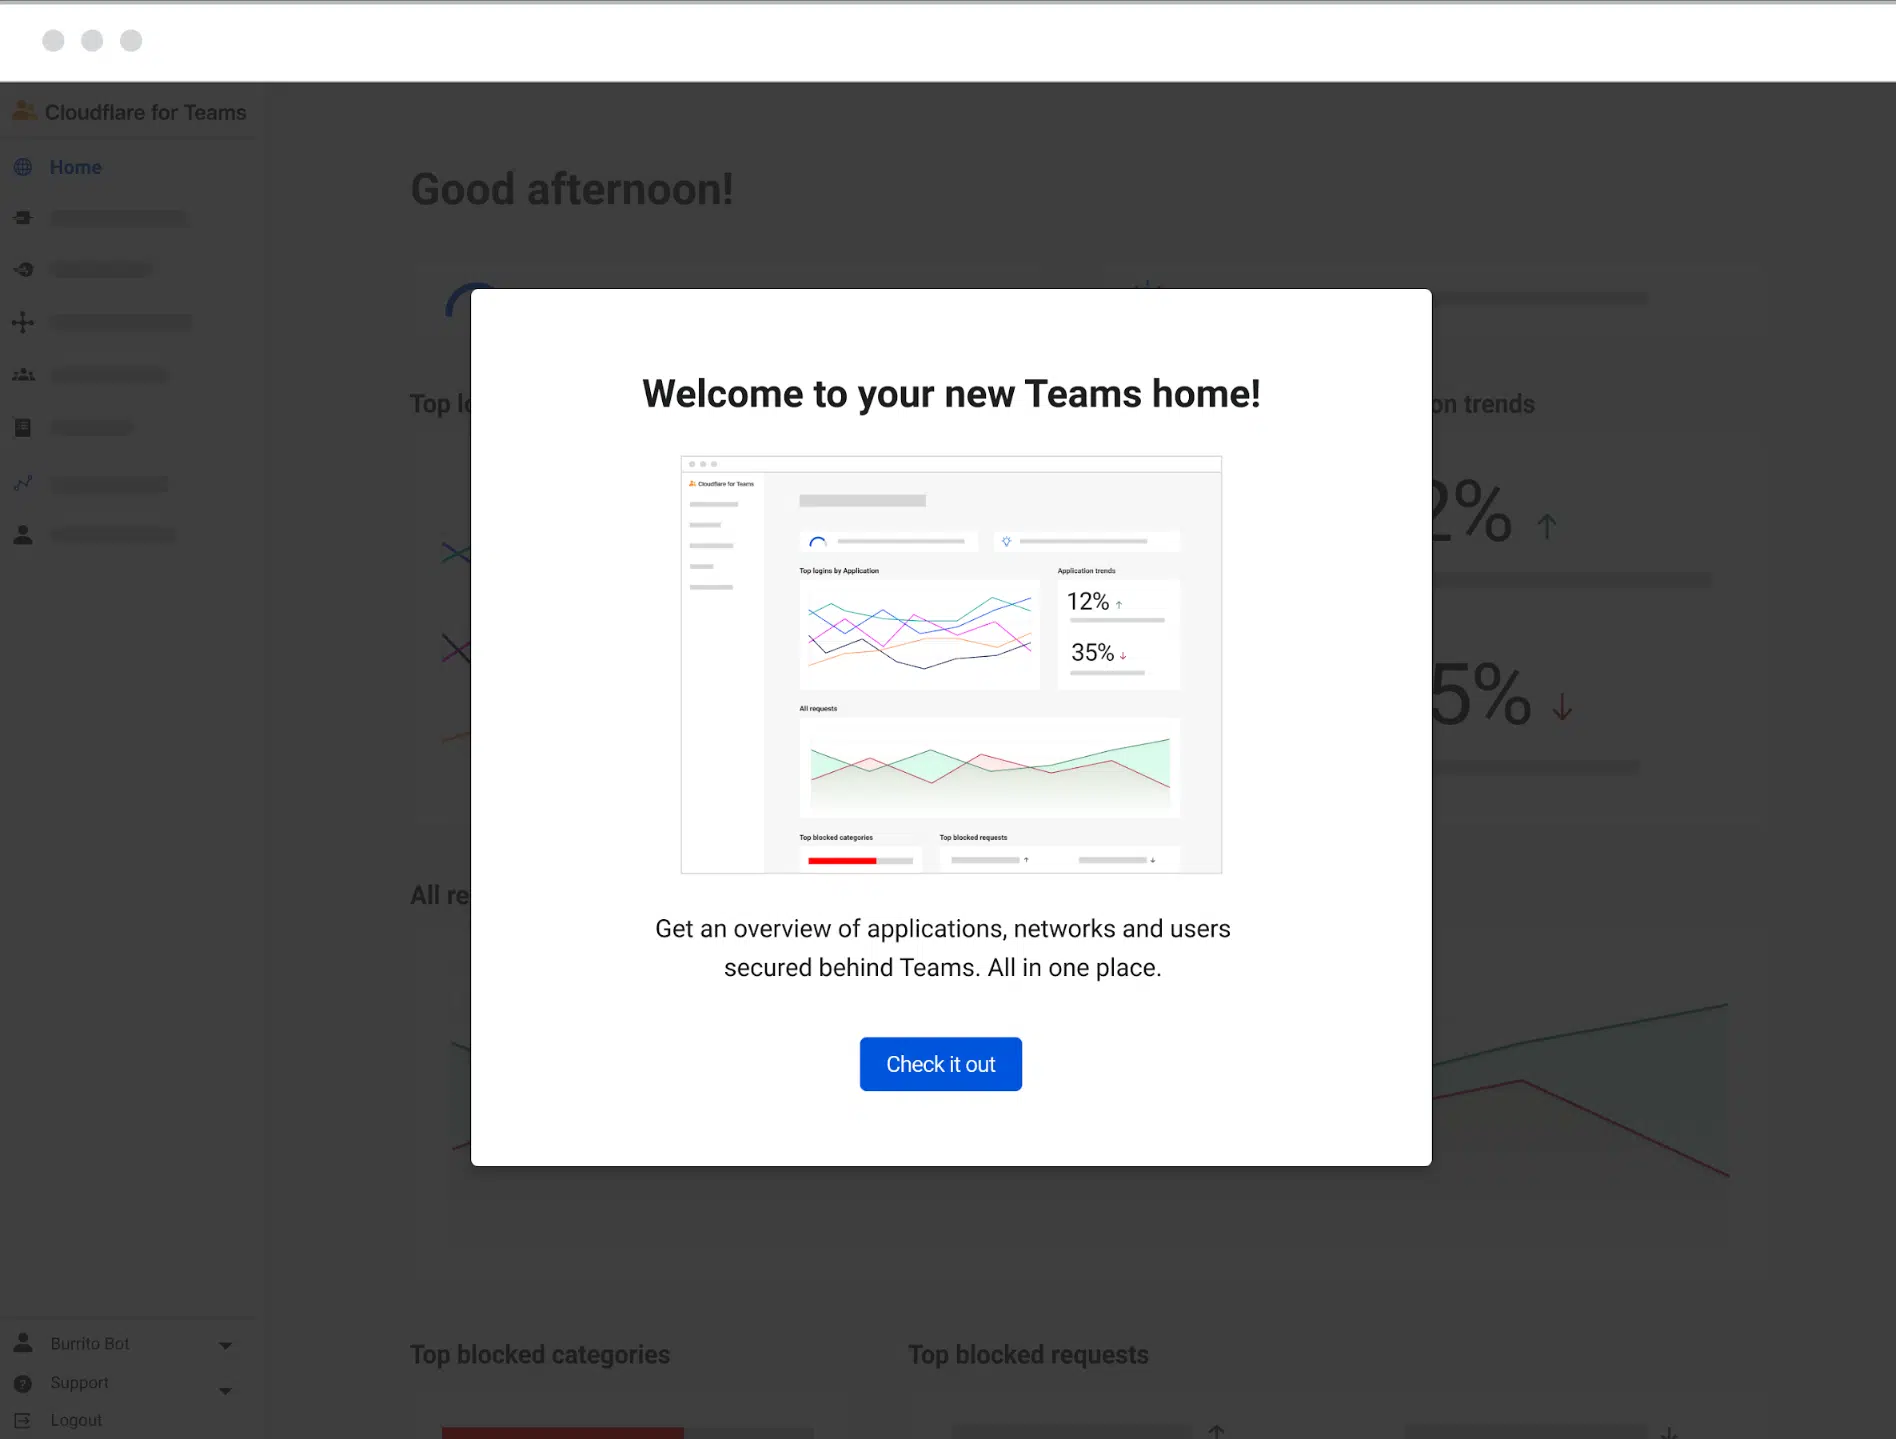 Cloudflare for Teams
Home
Good afternoon!
Top lo
on trends
2%
5%
All re
Welcome to your new Teams home!
Cloudflare for Teams
Top logins by Application
Application trends
12%
35%
All requests
Top blocked categories
Top blocked requests
Get an overview of applications, networks and users
secured behind Teams. All in one place.
Check it out
Top blocked categories
Top blocked requests
Burrito Bot
Support
Logout